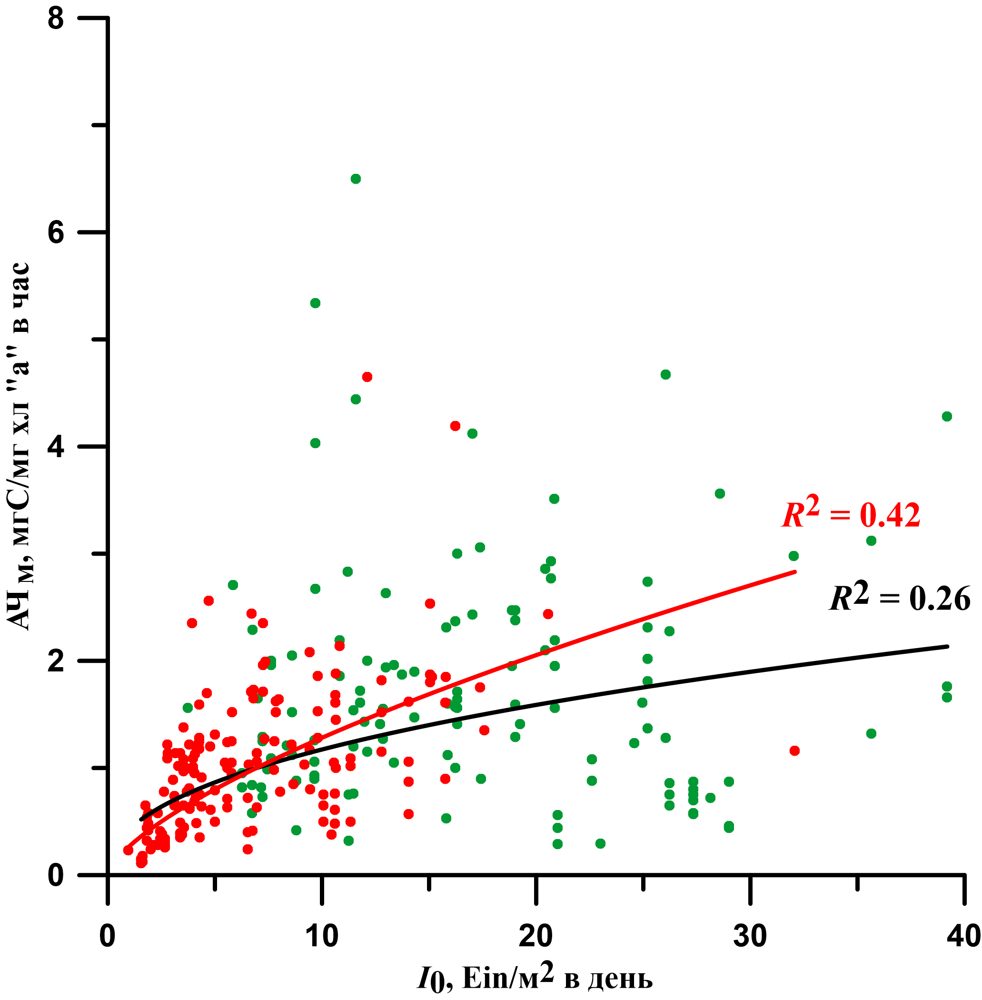 8
6
4
2
0
АЧм, мгС/мг хл "а" в час
R² = 0.42
R² = 0.26
0 10 20 30 40
I0, Ein/м² в день